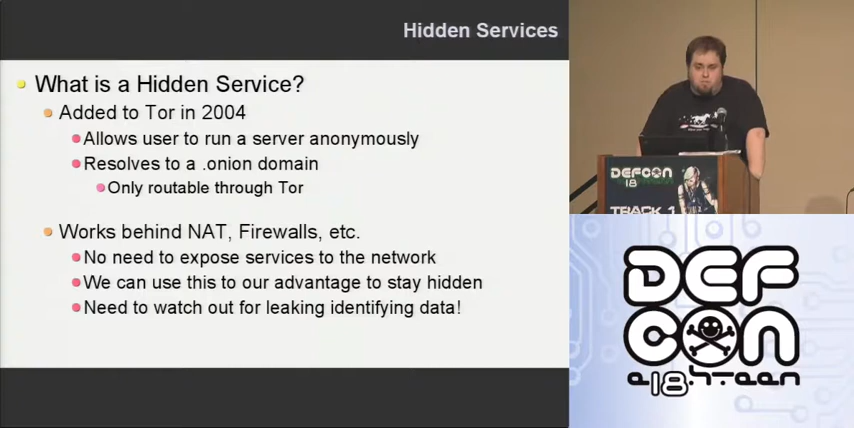 Hidden Services
What is a Hidden Service?
Added to Tor in 2004
Allows user to run a server anonymously
Resolves to a .onion domain
Only routable through Tor
Works behind NAT, Firewalls, etc.
No need to expose services to the network
We can use this to our advantage to stay hidden
Need to watch out for leaking identifying data!
DEFCON
18
TRACK 1
DEF
CON
e18hteen